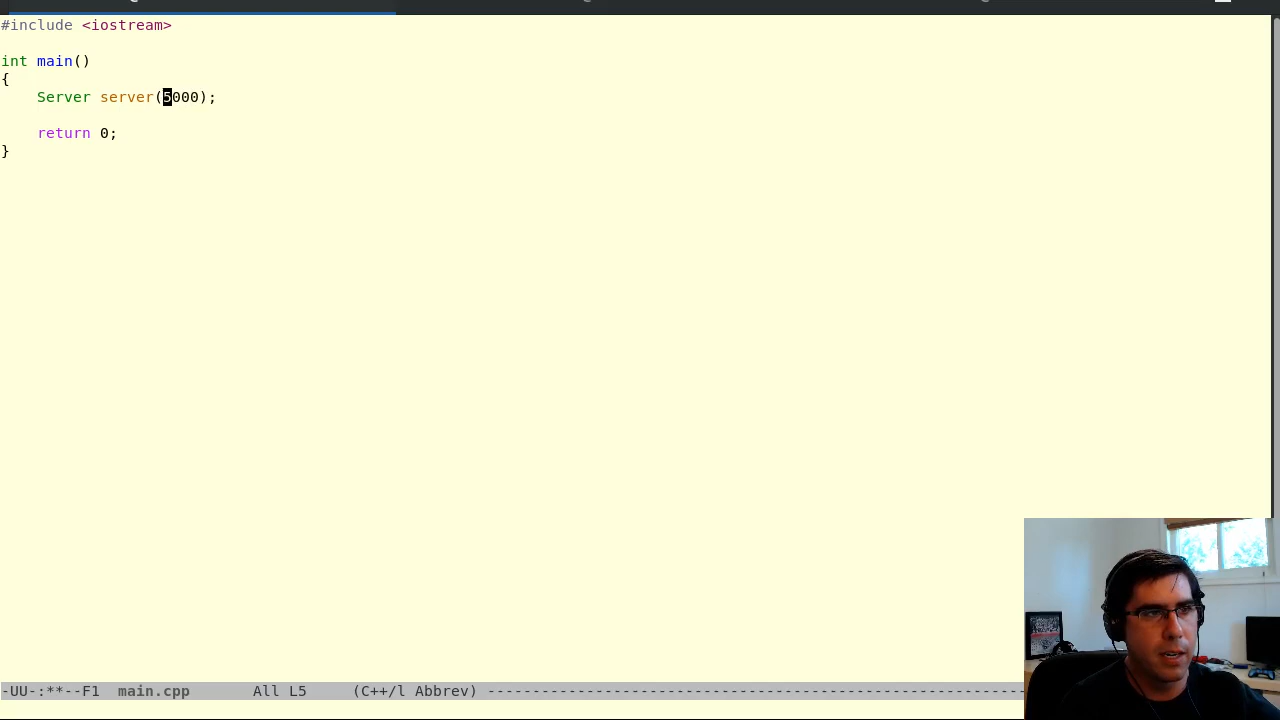 #include <iostream>
int main()
{
    Server server(5000);
    return 0;
}
-UU-:**--F1  main.cpp       All L5     (C++/l Abbrev) ------------------------------------------------------------